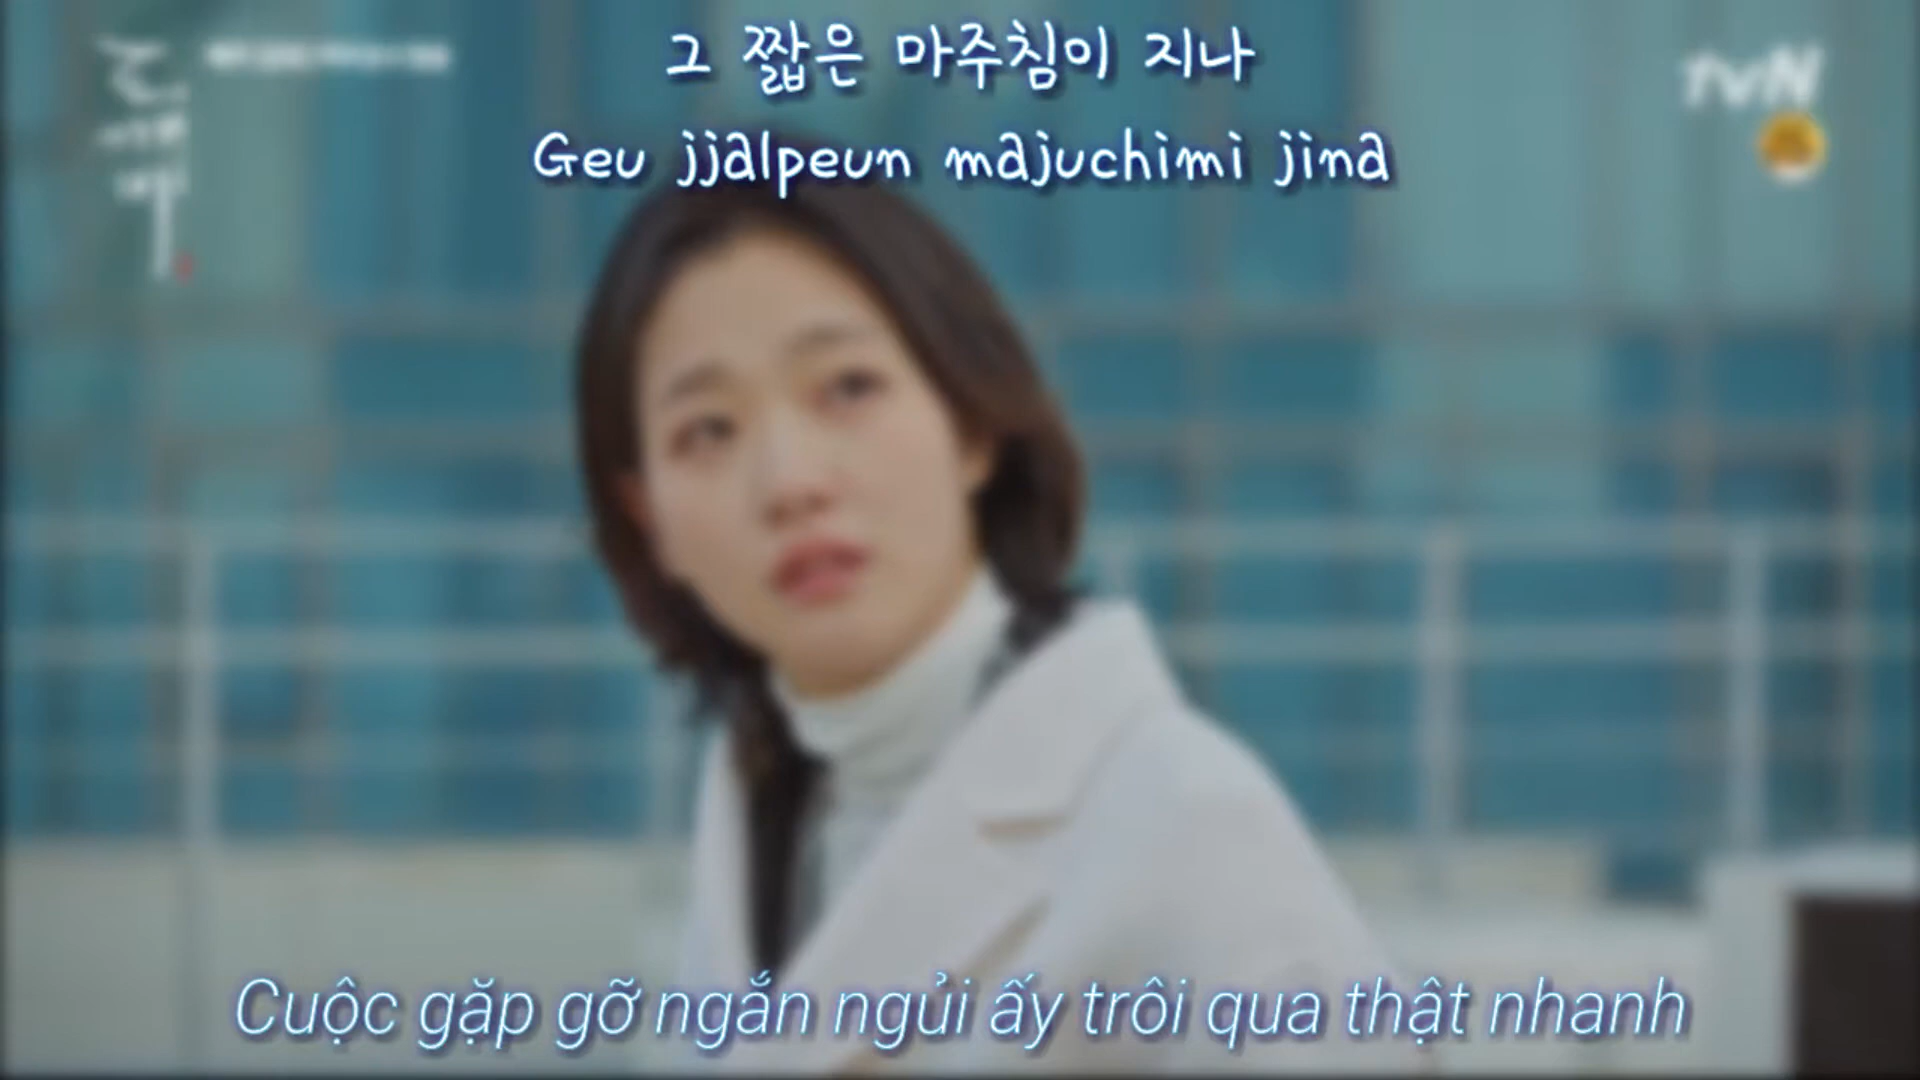 그 짧은 마주침이 지나
tvN
Geu jjalpeun majuchimi jina
Cuộc gặp gỡ ngắn ngủi ấy trôi qua thật nhanh